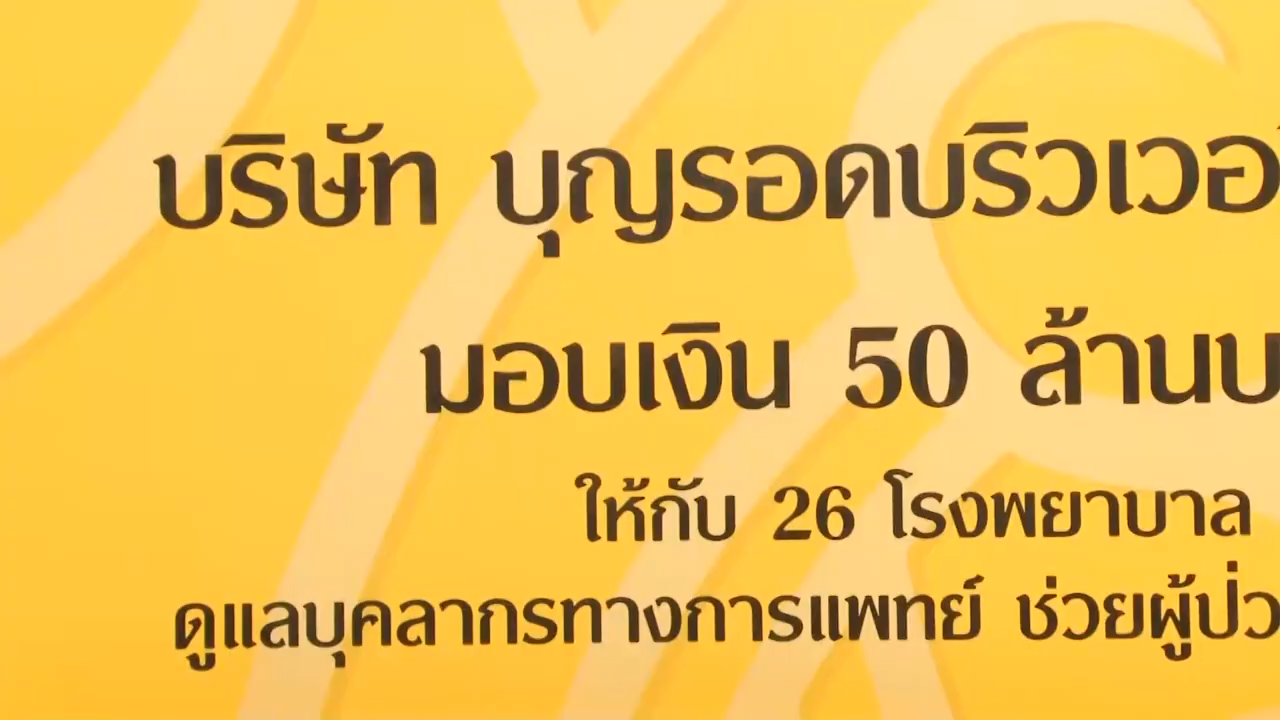 บริษัท บุญรอดบริวเวอ
มอบเงิน 50 ล้านบ
ให้กับ 26 โรงพยาบาล
ดูแลบุคลากรทางการแพทย์ ช่วยผู้ป่ว